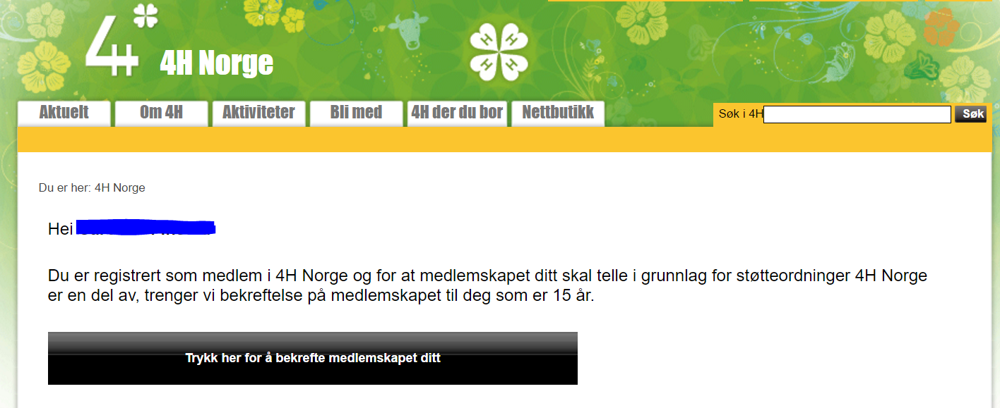 4H
4H Norge
H H H H
Aktuelt Om 4H Aktiviteter Bli med 4H der du bor Nettbutikk Søk i 4H Søk
Du er her: 4H Norge
Hei
Du er registrert som medlem i 4H Norge og for at medlemskapet ditt skal telle i grunnlag for støtteordninger 4H Norge
er en del av, trenger vi bekreftelse på medlemskapet til deg som er 15 år.
Trykk her for å bekrefte medlemskapet ditt